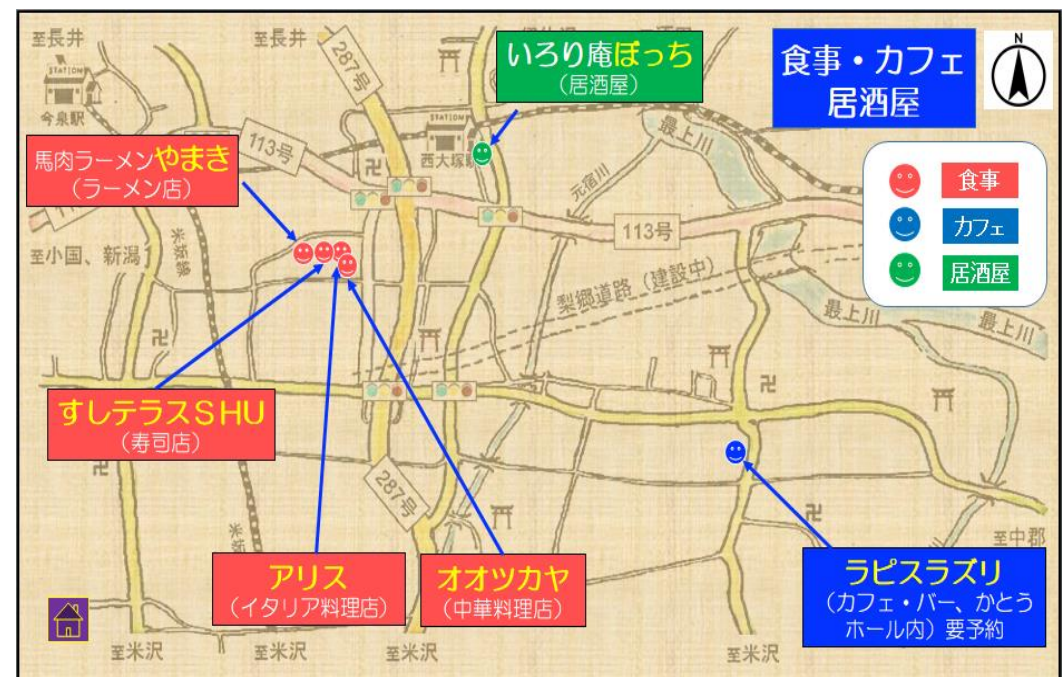 至長井
至長井
287号
いろり庵ぽっち
（居酒屋）
食事・カフェ
居酒屋
N
STATION
今泉駅
STATION
西大塚駅
113号
馬肉ラーメンやまき
（ラーメン店）
最上川
元宿川
食事
カフェ
居酒屋
至小国、新潟
米坂線
113号
梨郷道路（建設中）
最上川
最上川
すしテラスＳＨＵ
（寿司店）
287号
アリス
（イタリア料理店）
オオツカヤ
（中華料理店）
至中郡
ラピスラズリ
（カフェ・バー、かとう
ホール内）要予約
至米沢
至米沢
至米沢
至米沢